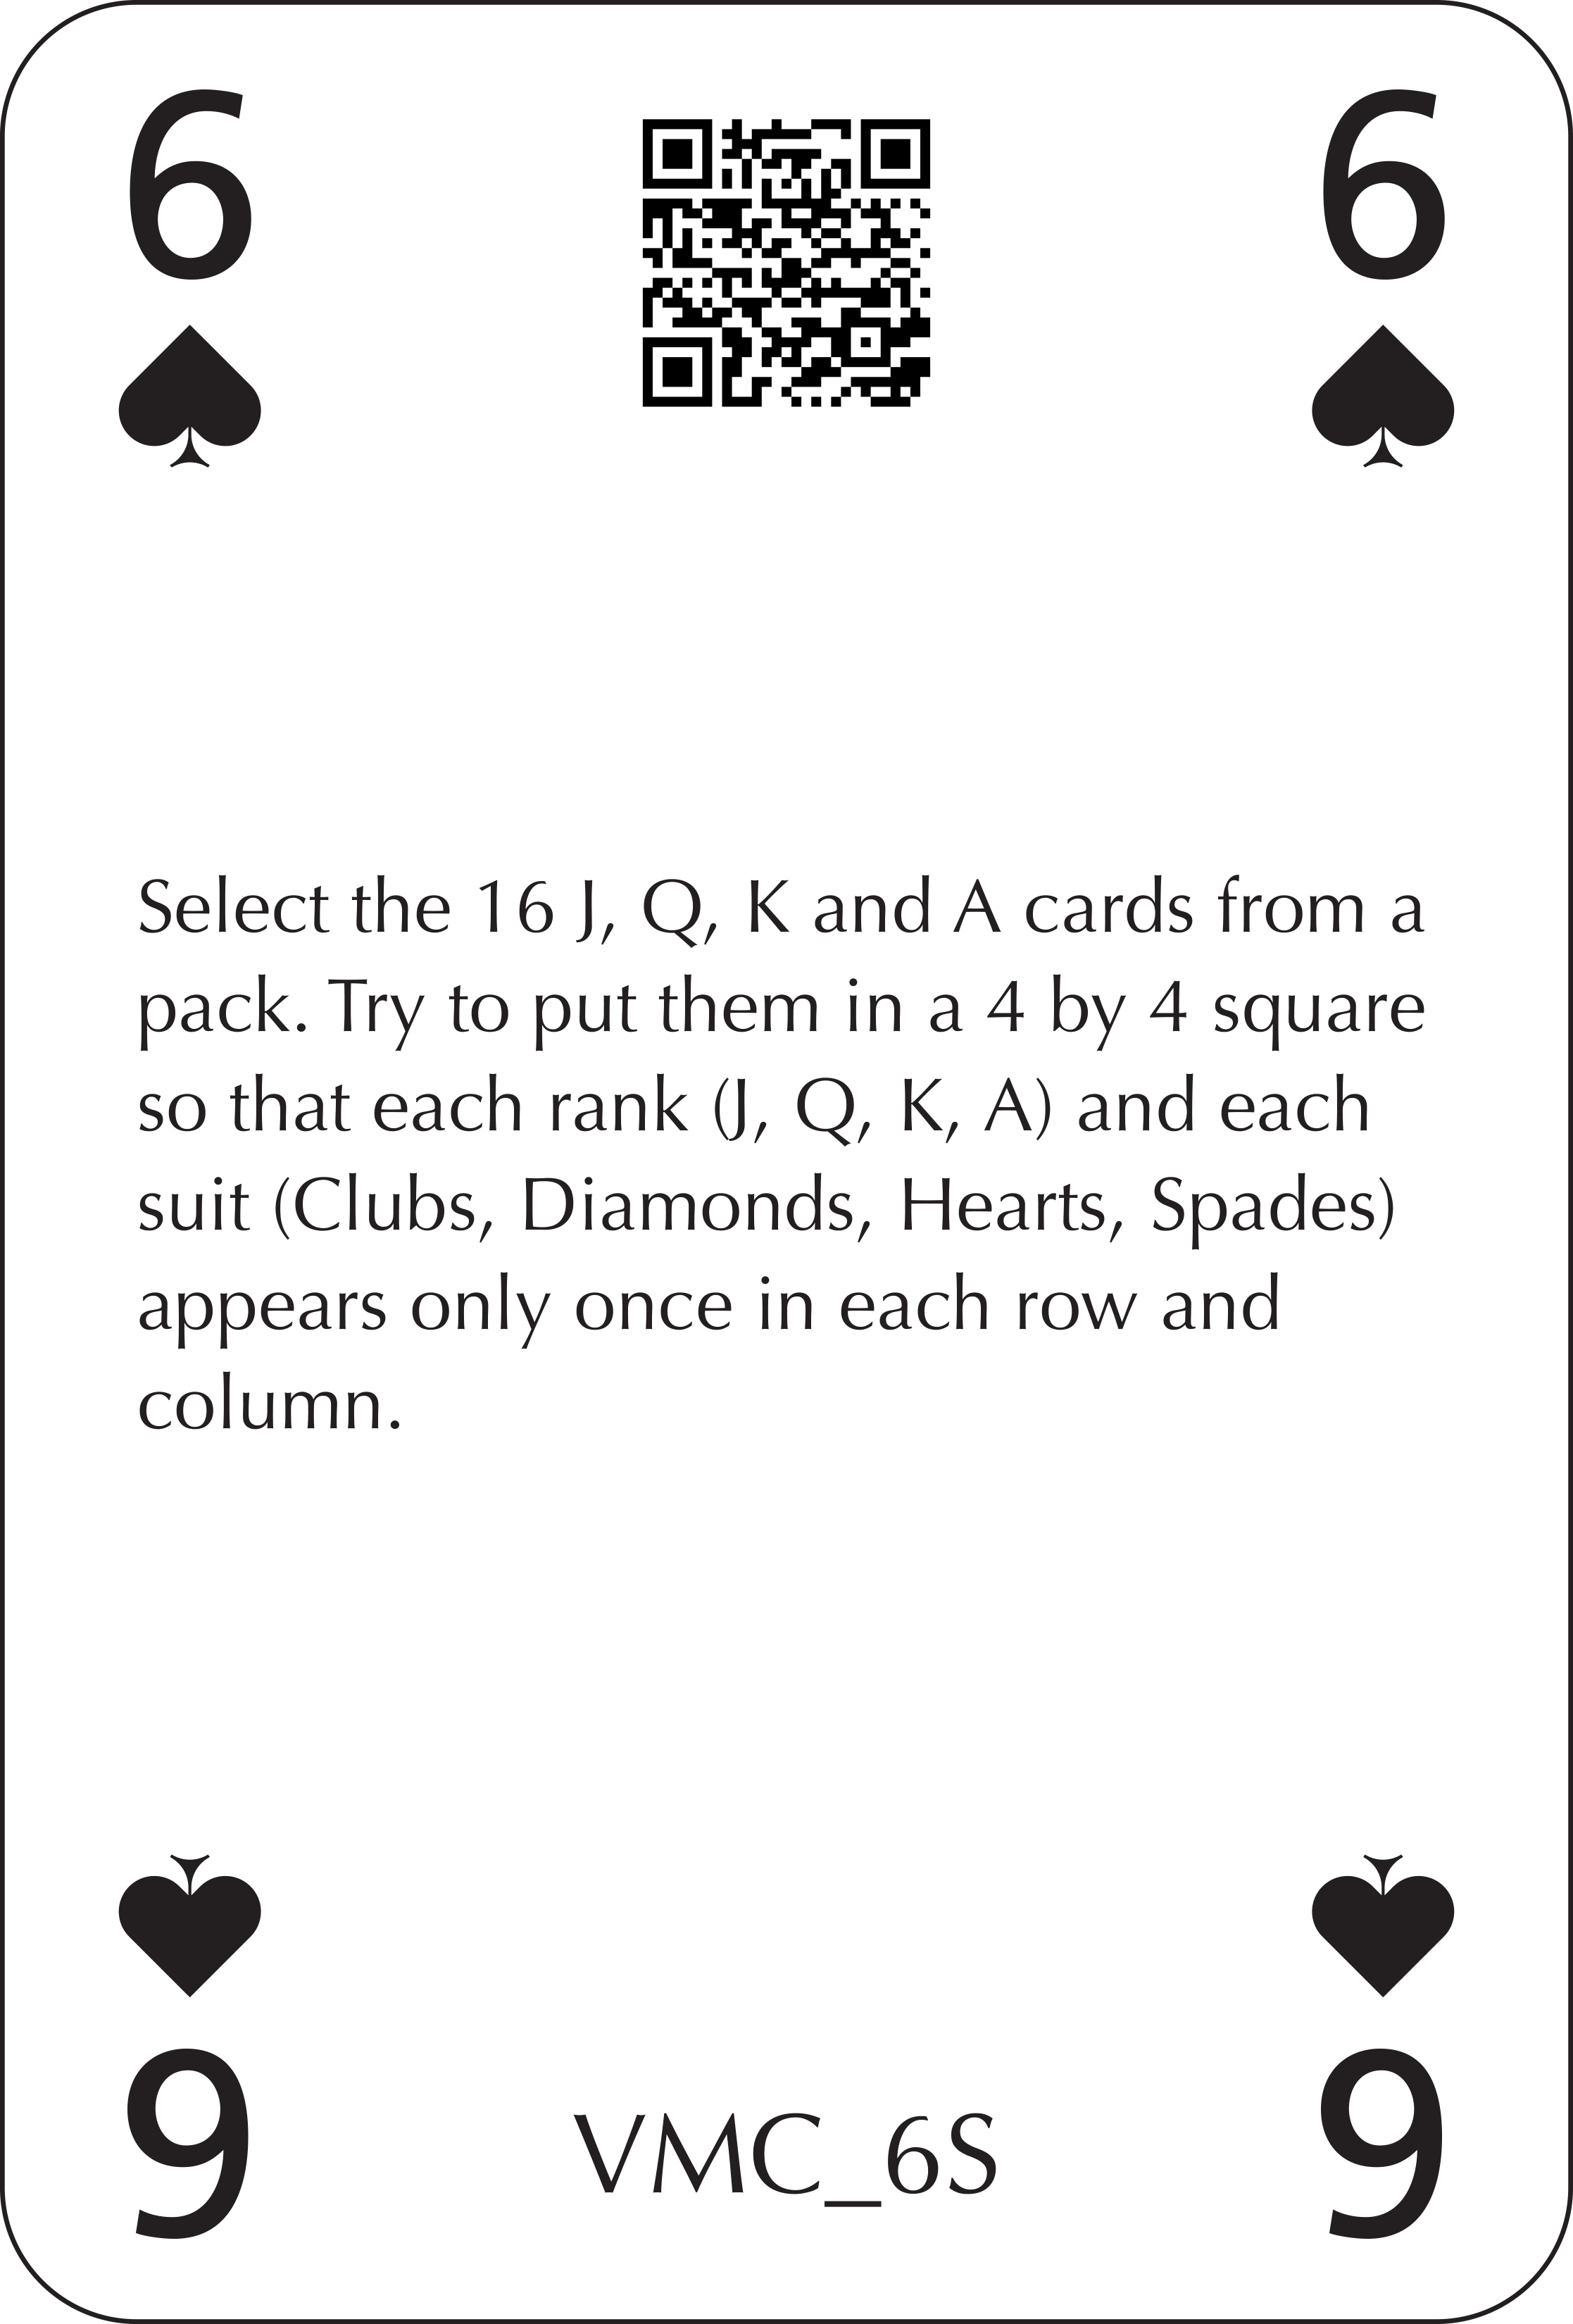 6 6
Select the 16 J, Q, K and A cards from a
pack. Try to put them in a 4 by 4 square
so that each rank (J, Q, K, A) and each
suit (Clubs, Diamonds, Hearts, Spades)
appears only once in each row and
column.
6 6
VMC_6S